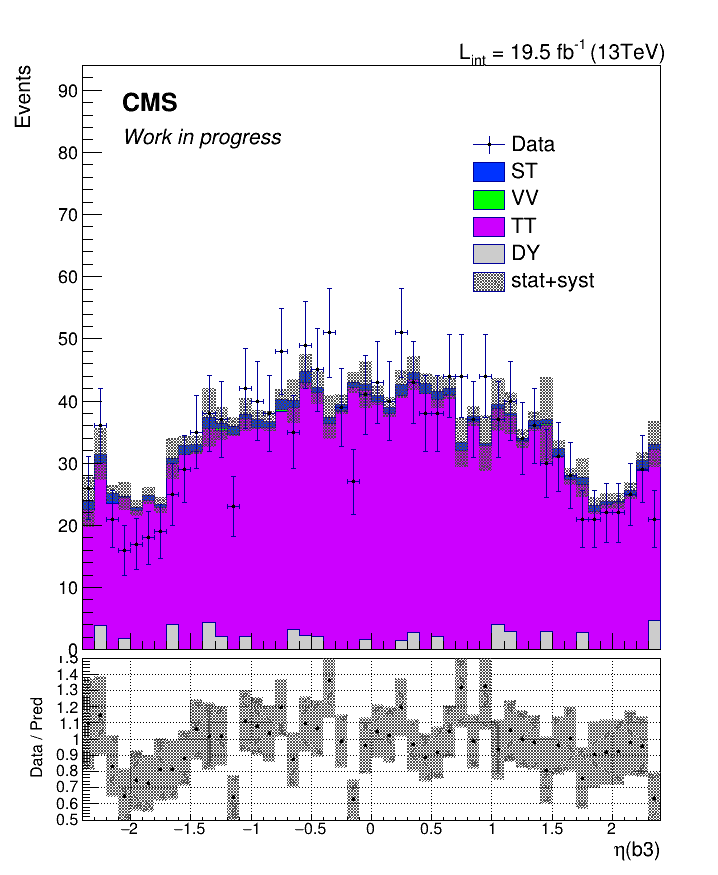 L_int = 19.5 fb^-1 (13TeV)
Events
CMS
Work in progress
Data
ST
VV
TT
DY
stat+syst
90
80
70
60
50
40
30
20
10
0
Data / Pred
1.5
1.4
1.3
1.2
1.1
1
0.9
0.8
0.7
0.6
0.5
−2 −1.5 −1 −0.5 0 0.5 1 1.5 2
η(b3)